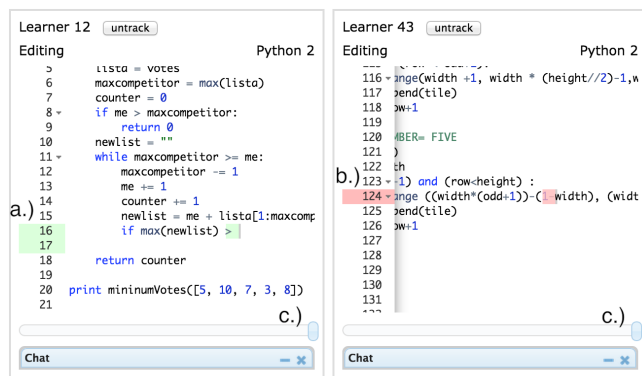 Learner 12 untrack
Editing Python 2
5 lista = votes
6 maxcompetitor = max(lista)
7 counter = 0
8 if me > maxcompetitor:
9 return 0
10 newlist = ""
11 while maxcompetitor >= me:
12 maxcompetitor -= 1
13 me += 1
14 counter += 1
a.)
15 newlist = me + lista[1:maxcomp
16 if max(newlist) >
17
18 return counter
19
20 print mininumVotes([5, 10, 7, 3, 8])
21
c.)
Chat
Learner 43 untrack
Editing Python 2
116 ange(width +1, width * (height//2)-1,w
117 pend(tile)
118 ow+1
119
120 MBER= FIVE
121 )
122 th
b.)
123 -1) and (row<height) :
124 ange ((width*(odd+1))-(1-width), (widt
125 pend(tile)
126 ow+1
127
128
129
130
131
c.)
Chat